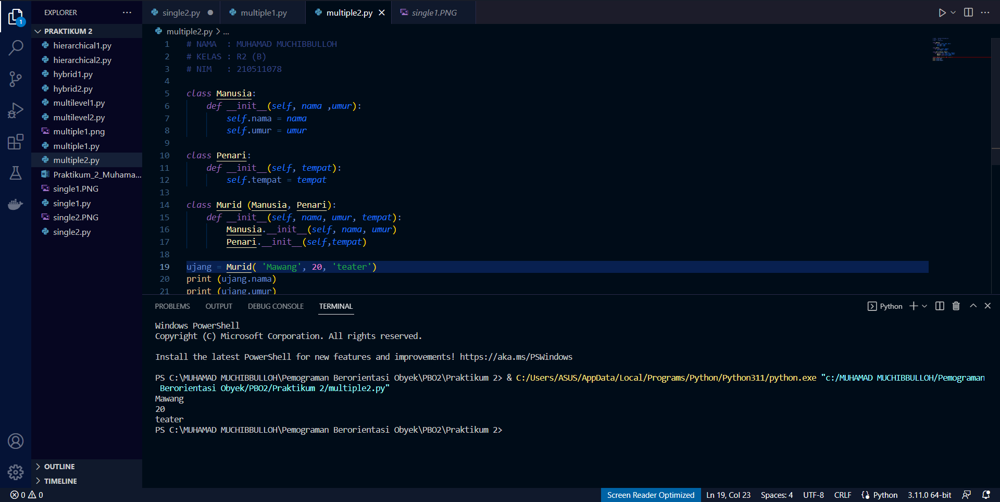 EXPLORER
PRAKTIKUM 2
hierarchical1.py
hierarchical2.py
hybrid1.py
hybrid2.py
multilevel1.py
multilevel2.py
multiple1.png
multiple1.py
multiple2.py
Praktikum_2_Muhama...
single1.PNG
single1.py
single2.PNG
single2.py
OUTLINE
TIMELINE
1
single2.py multiple1.py multiple2.py single1.PNG
multiple2.py > ...
1 # NAMA  : MUHAMAD MUCHIBBULLOH
2 # KELAS : R2 (B)
3 # NIM   : 210511078
4
5 class Manusia:
6     def __init__(self, nama ,umur):
7         self.nama = nama
8         self.umur = umur
9
10 class Penari:
11     def __init__(self, tempat):
12         self.tempat = tempat
13
14 class Murid (Manusia, Penari):
15     def __init__(self, nama, umur, tempat):
16         Manusia.__init__(self, nama, umur)
17         Penari.__init__(self,tempat)
18
19 ujang = Murid( 'Mawang', 20, 'teater')
20 print (ujang.nama)
21 print (ujang.umur)
PROBLEMS OUTPUT DEBUG CONSOLE TERMINAL Python
Windows PowerShell
Copyright (C) Microsoft Corporation. All rights reserved.
Install the latest PowerShell for new features and improvements! https://aka.ms/PSWindows
PS C:\MUHAMAD MUCHIBBULLOH\Pemograman Berorientasi Obyek\PBO2\Praktikum 2> & C:/Users/ASUS/AppData/Local/Programs/Python/Python311/python.exe "c:/MUHAMAD MUCHIBBULLOH/Pemograman
 Berorientasi Obyek/PBO2/Praktikum 2/multiple2.py"
Mawang
20
teater
PS C:\MUHAMAD MUCHIBBULLOH\Pemograman Berorientasi Obyek\PBO2\Praktikum 2>
0 0 Screen Reader Optimized Ln 19, Col 23 Spaces: 4 UTF-8 CRLF Python 3.11.0 64-bit